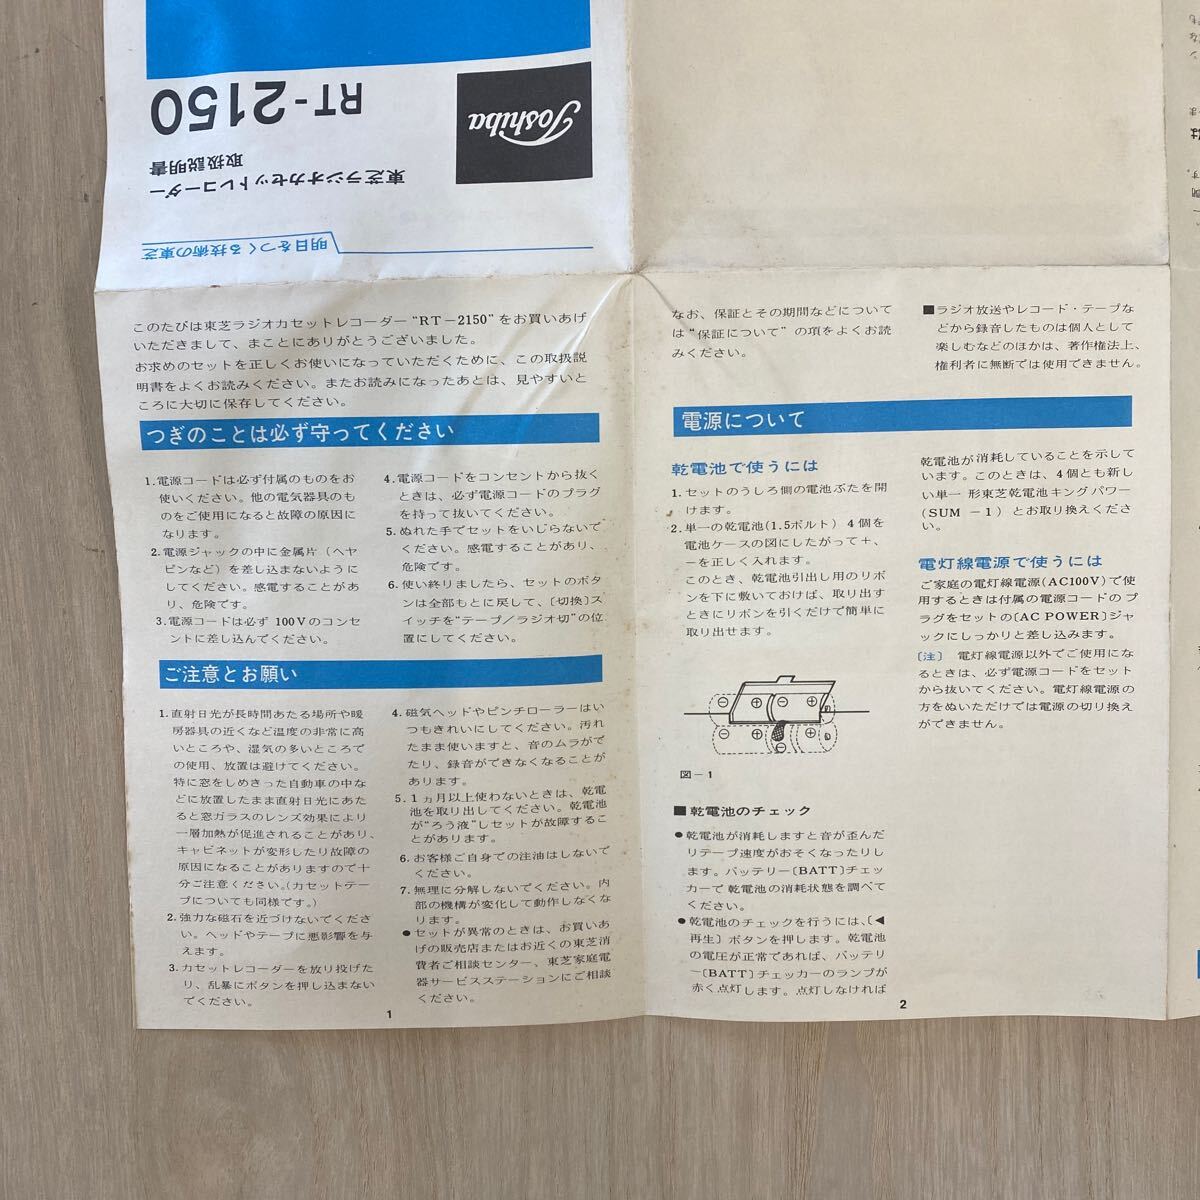 Toshiba
RT-2150
東芝ラジオカセットレコーダー
取扱説明書
明日をつくる技術の東芝
このたびは東芝ラジオカセットレコーダー“RT－2150”をお買いあげ
いただきまして、まことにありがとうございました。
お求めのセットを正しくお使いになっていただくために、この取扱説
明書をよくお読みください。またお読みになったあとは、見やすいと
ころに大切に保存してください。
つぎのことは必ず守ってください
1.電源コードは必ず付属のものをお
使いください。他の電気器具のも
のをご使用になると故障の原因に
なります。
2.電源ジャックの中に金属片（ヘヤ
ピンなど）を差し込まないように
してください。感電することがあ
り、危険です。
3.電源コードは必ず 100Vのコンセ
ントに差し込んでください。
4.電源コードをコンセントから抜く
ときは、必ず電源コードのプラグ
を持って抜いてください。
5.ぬれた手でセットをいじらないで
ください。感電することがあり、
危険です。
6.使い終りましたら、セットのボタ
ンは全部もとに戻して、〔切換〕ス
イッチを“テープ／ラジオ切”の位
置にしてください。
ご注意とお願い
1.直射日光が長時間あたる場所や暖
房器具の近くなど温度の非常に高
いところや、湿気の多いところで
の使用、放置は避けてください。
特に窓をしめきった自動車の中な
どに放置したまま直射日光にあた
ると窓ガラスのレンズ効果により
一層加熱が促進されることがあり、
キャビネットが変形したり故障の
原因になることがありますので十
分ご注意ください。(カセットテー
プについても同様です。)
2.強力な磁石を近づけないでくださ
い。ヘッドやテープに悪影響を与
えます。
3.カセットレコーダーを放り投げた
り、乱暴にボタンを押し込まない
でください。
4.磁気ヘッドやピンチローラーはい
つもきれいにしてください。汚れ
たまま使いますと、音のムラがで
たり、録音ができなくなることが
あります。
5.1ヵ月以上使わないときは、乾電
池を取り出してください。乾電池
が“ろう液”しセットが故障するこ
とがあります。
6.お客様ご自身での注油はしないで
ください。
7.無理に分解しないでください。内
部の機構が変化して動作しなくな
ります。
●セットが異常のときは、お買いあ
げの販売店またはお近くの東芝消
費者ご相談センター、東芝家庭電
器サービスステーションにご相談
ください。
1
なお、保証とその期間などについて
は“保証について”の項をよくお読
みください。
■ラジオ放送やレコード・テープな
どから録音したものは個人として
楽しむなどのほかは、著作権法上、
権利者に無断では使用できません。
電源について
乾電池で使うには
1.セットのうしろ側の電池ぶたを開
けます。
2.単一の乾電池(1.5ボルト) 4個を
電池ケースの図にしたがって＋、
－を正しく入れます。
このとき、乾電池引出し用のリボ
ンを下に敷いておけば、取り出す
ときにリボンを引くだけで簡単に
取り出せます。
図－1
■乾電池のチェック
●乾電池が消耗しますと音が歪んだ
リテープ速度がおそくなったりし
ます。バッテリー〔BATT〕チェッ
カーで乾電池の消耗状態を調べて
ください。
●乾電池のチェックを行うには、〔◀
再生〕ボタンを押します。乾電池
の電圧が正常であれば、バッテリ
ー〔BATT〕チェッカーのランプが
赤く点灯します。点灯しなければ
乾電池が消耗していることを示して
います。このときは、4個とも新し
い単一 形東芝乾電池キングパワー
(SUM －1) とお取り換えくださ
い。
電灯線電源で使うには
ご家庭の電灯線電源(AC100V)で使
用するときは付属の電源コードのプ
ラグをセットの〔AC POWER〕ジャ
ックにしっかりと差し込みます。
〔注〕 電灯線電源以外でご使用にな
るときは、必ず電源コードをセット
から抜いてください。電灯線電源の
方をぬいただけでは電源の切り換え
ができません。
2